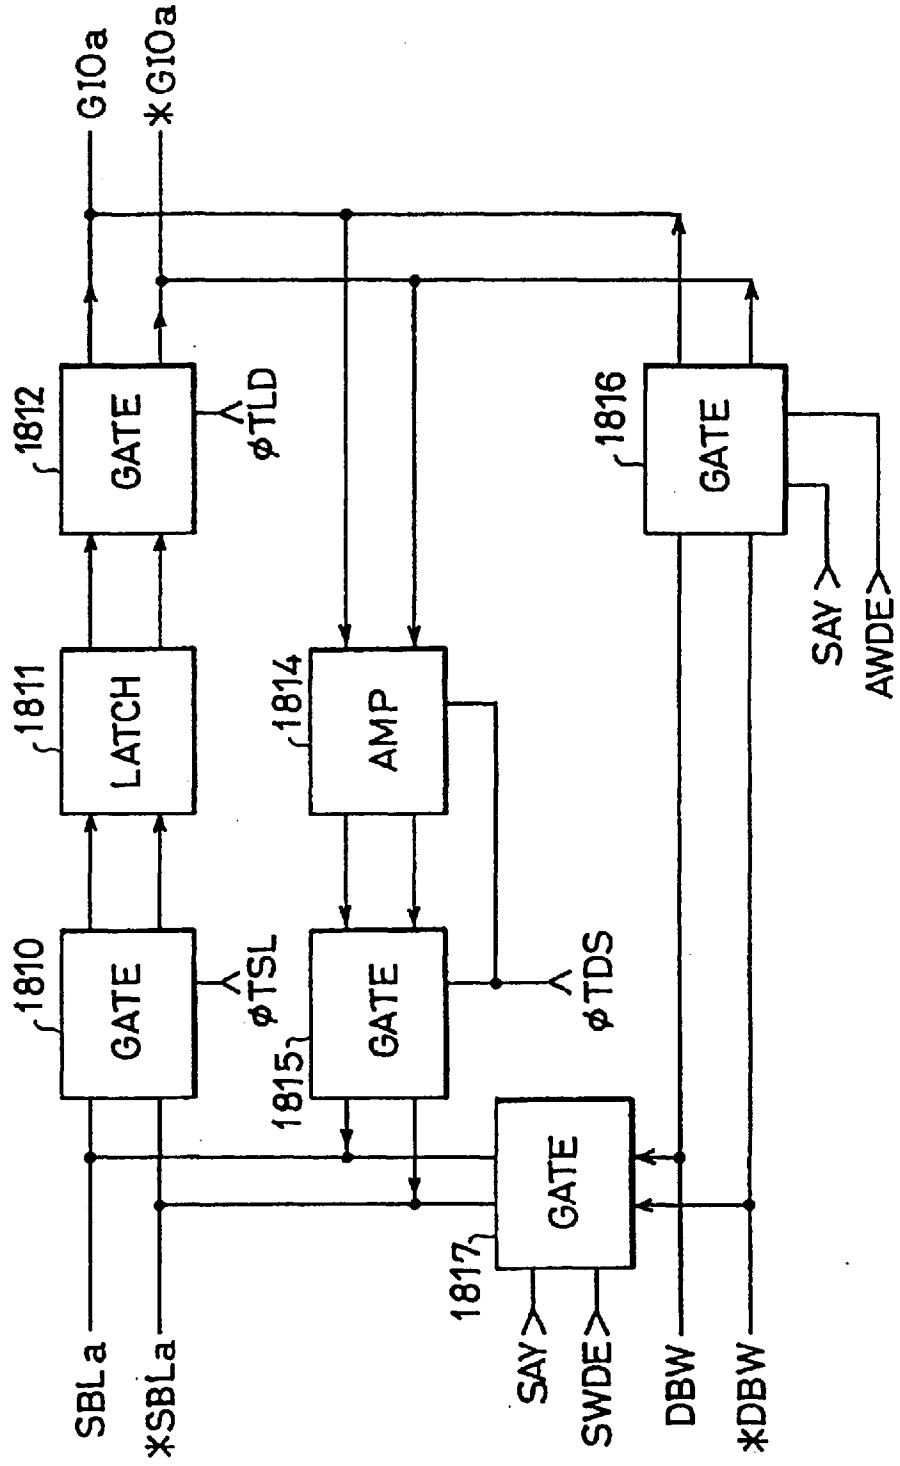 GIOa
*GIOa
1812
GATE
φTLD
1816
GATE
SAY
AWDE
1811
LATCH
1814
AMP
1810
GATE
φTSL
1815
GATE
φTDS
1817
GATE
SAY
SWDE
SBLa
*SBLa
DBW
*DBW